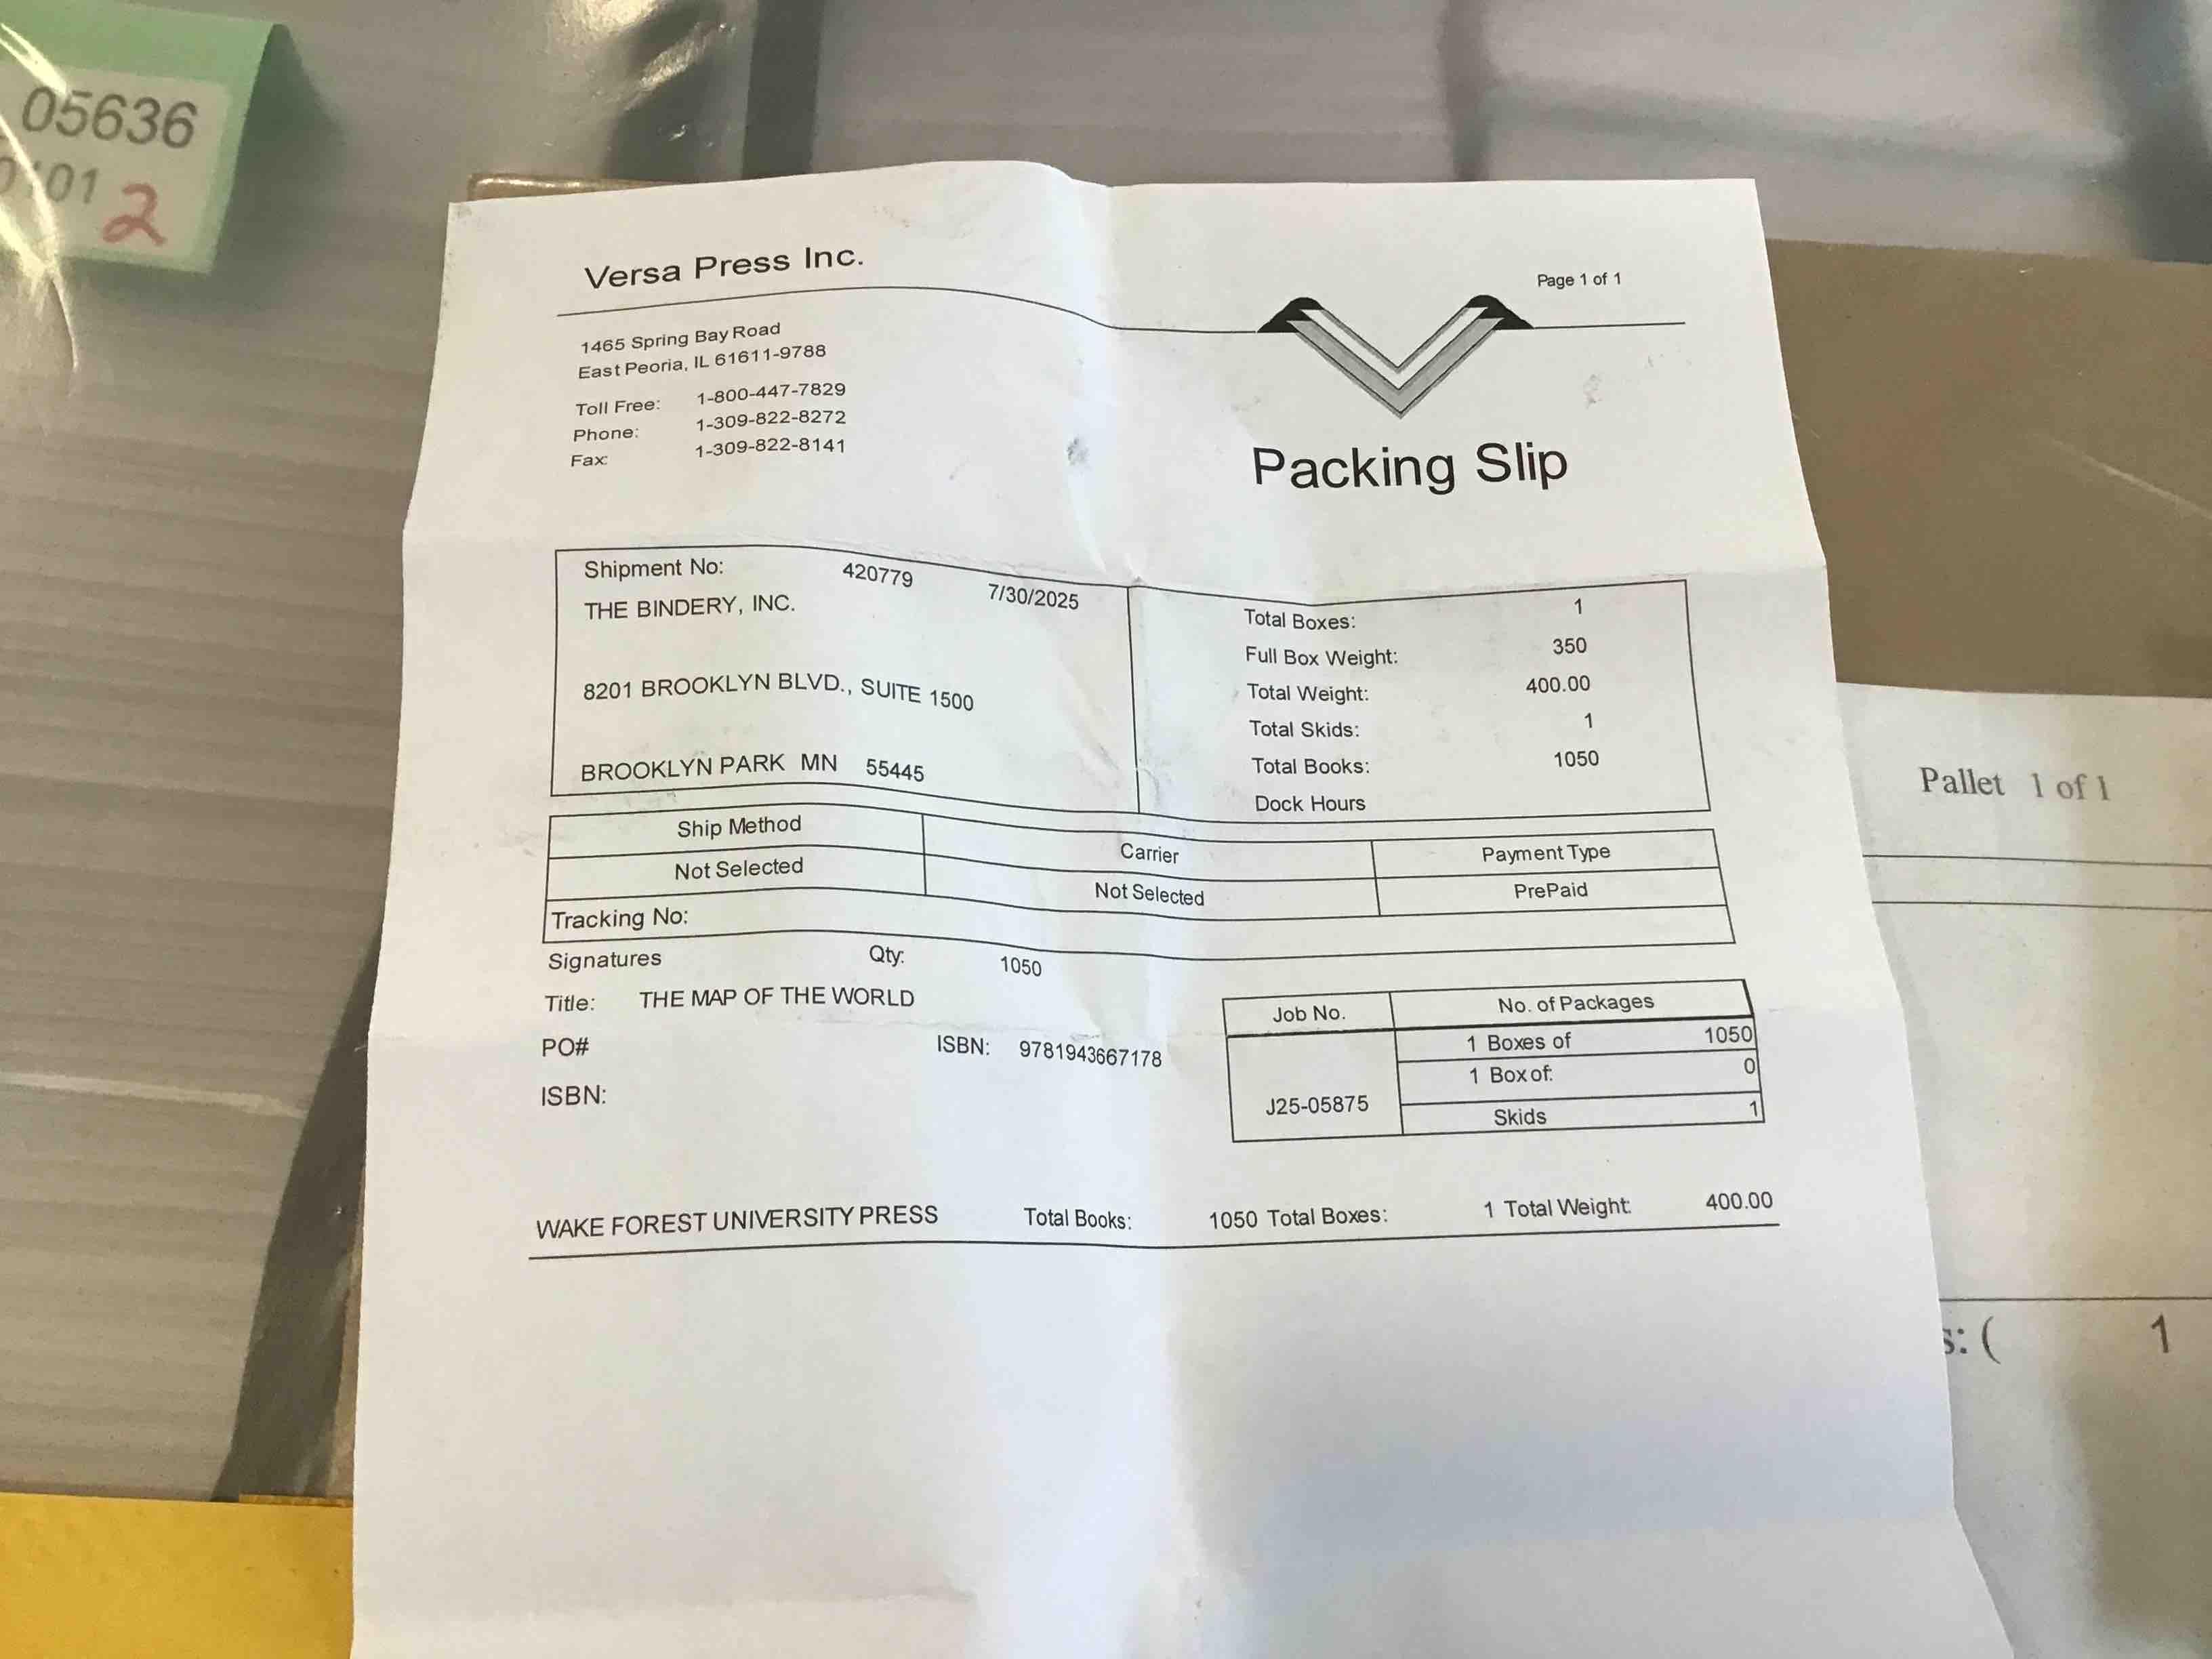 05636
2
Versa Press Inc.
Page 1 of 1
1465 Spring Bay Road
East Peoria, IL 61611-9788
Toll Free: 1-800-447-7829
Phone: 1-309-822-8272
Fax: 1-309-822-8141
Packing Slip
Shipment No: 420779 7/30/2025
THE BINDERY, INC.
8201 BROOKLYN BLVD., SUITE 1500
BROOKLYN PARK MN 55445
Total Boxes: 1
Full Box Weight: 350
Total Weight: 400.00
Total Skids: 1
Total Books: 1050
Dock Hours
Ship Method Carrier Payment Type
Not Selected Not Selected PrePaid
Tracking No:
Signatures Qty: 1050
Title: THE MAP OF THE WORLD
PO# ISBN: 9781943667178
ISBN:
Job No. No. of Packages
1 Boxes of 1050
1 Box of: 0
J25-05875
Skids 1
WAKE FOREST UNIVERSITY PRESS Total Books: 1050 Total Boxes: 1 Total Weight: 400.00
Pallet 1 of 1
s: ( 1